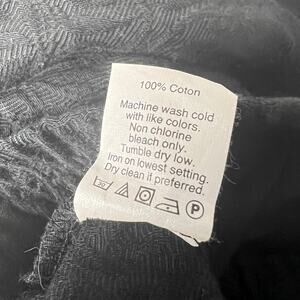 100% Coton
Machine wash cold
with like colors.
Non chlorine
bleach only.
Tumble dry low.
Iron on lowest setting.
Dry clean if preferred.
30
P